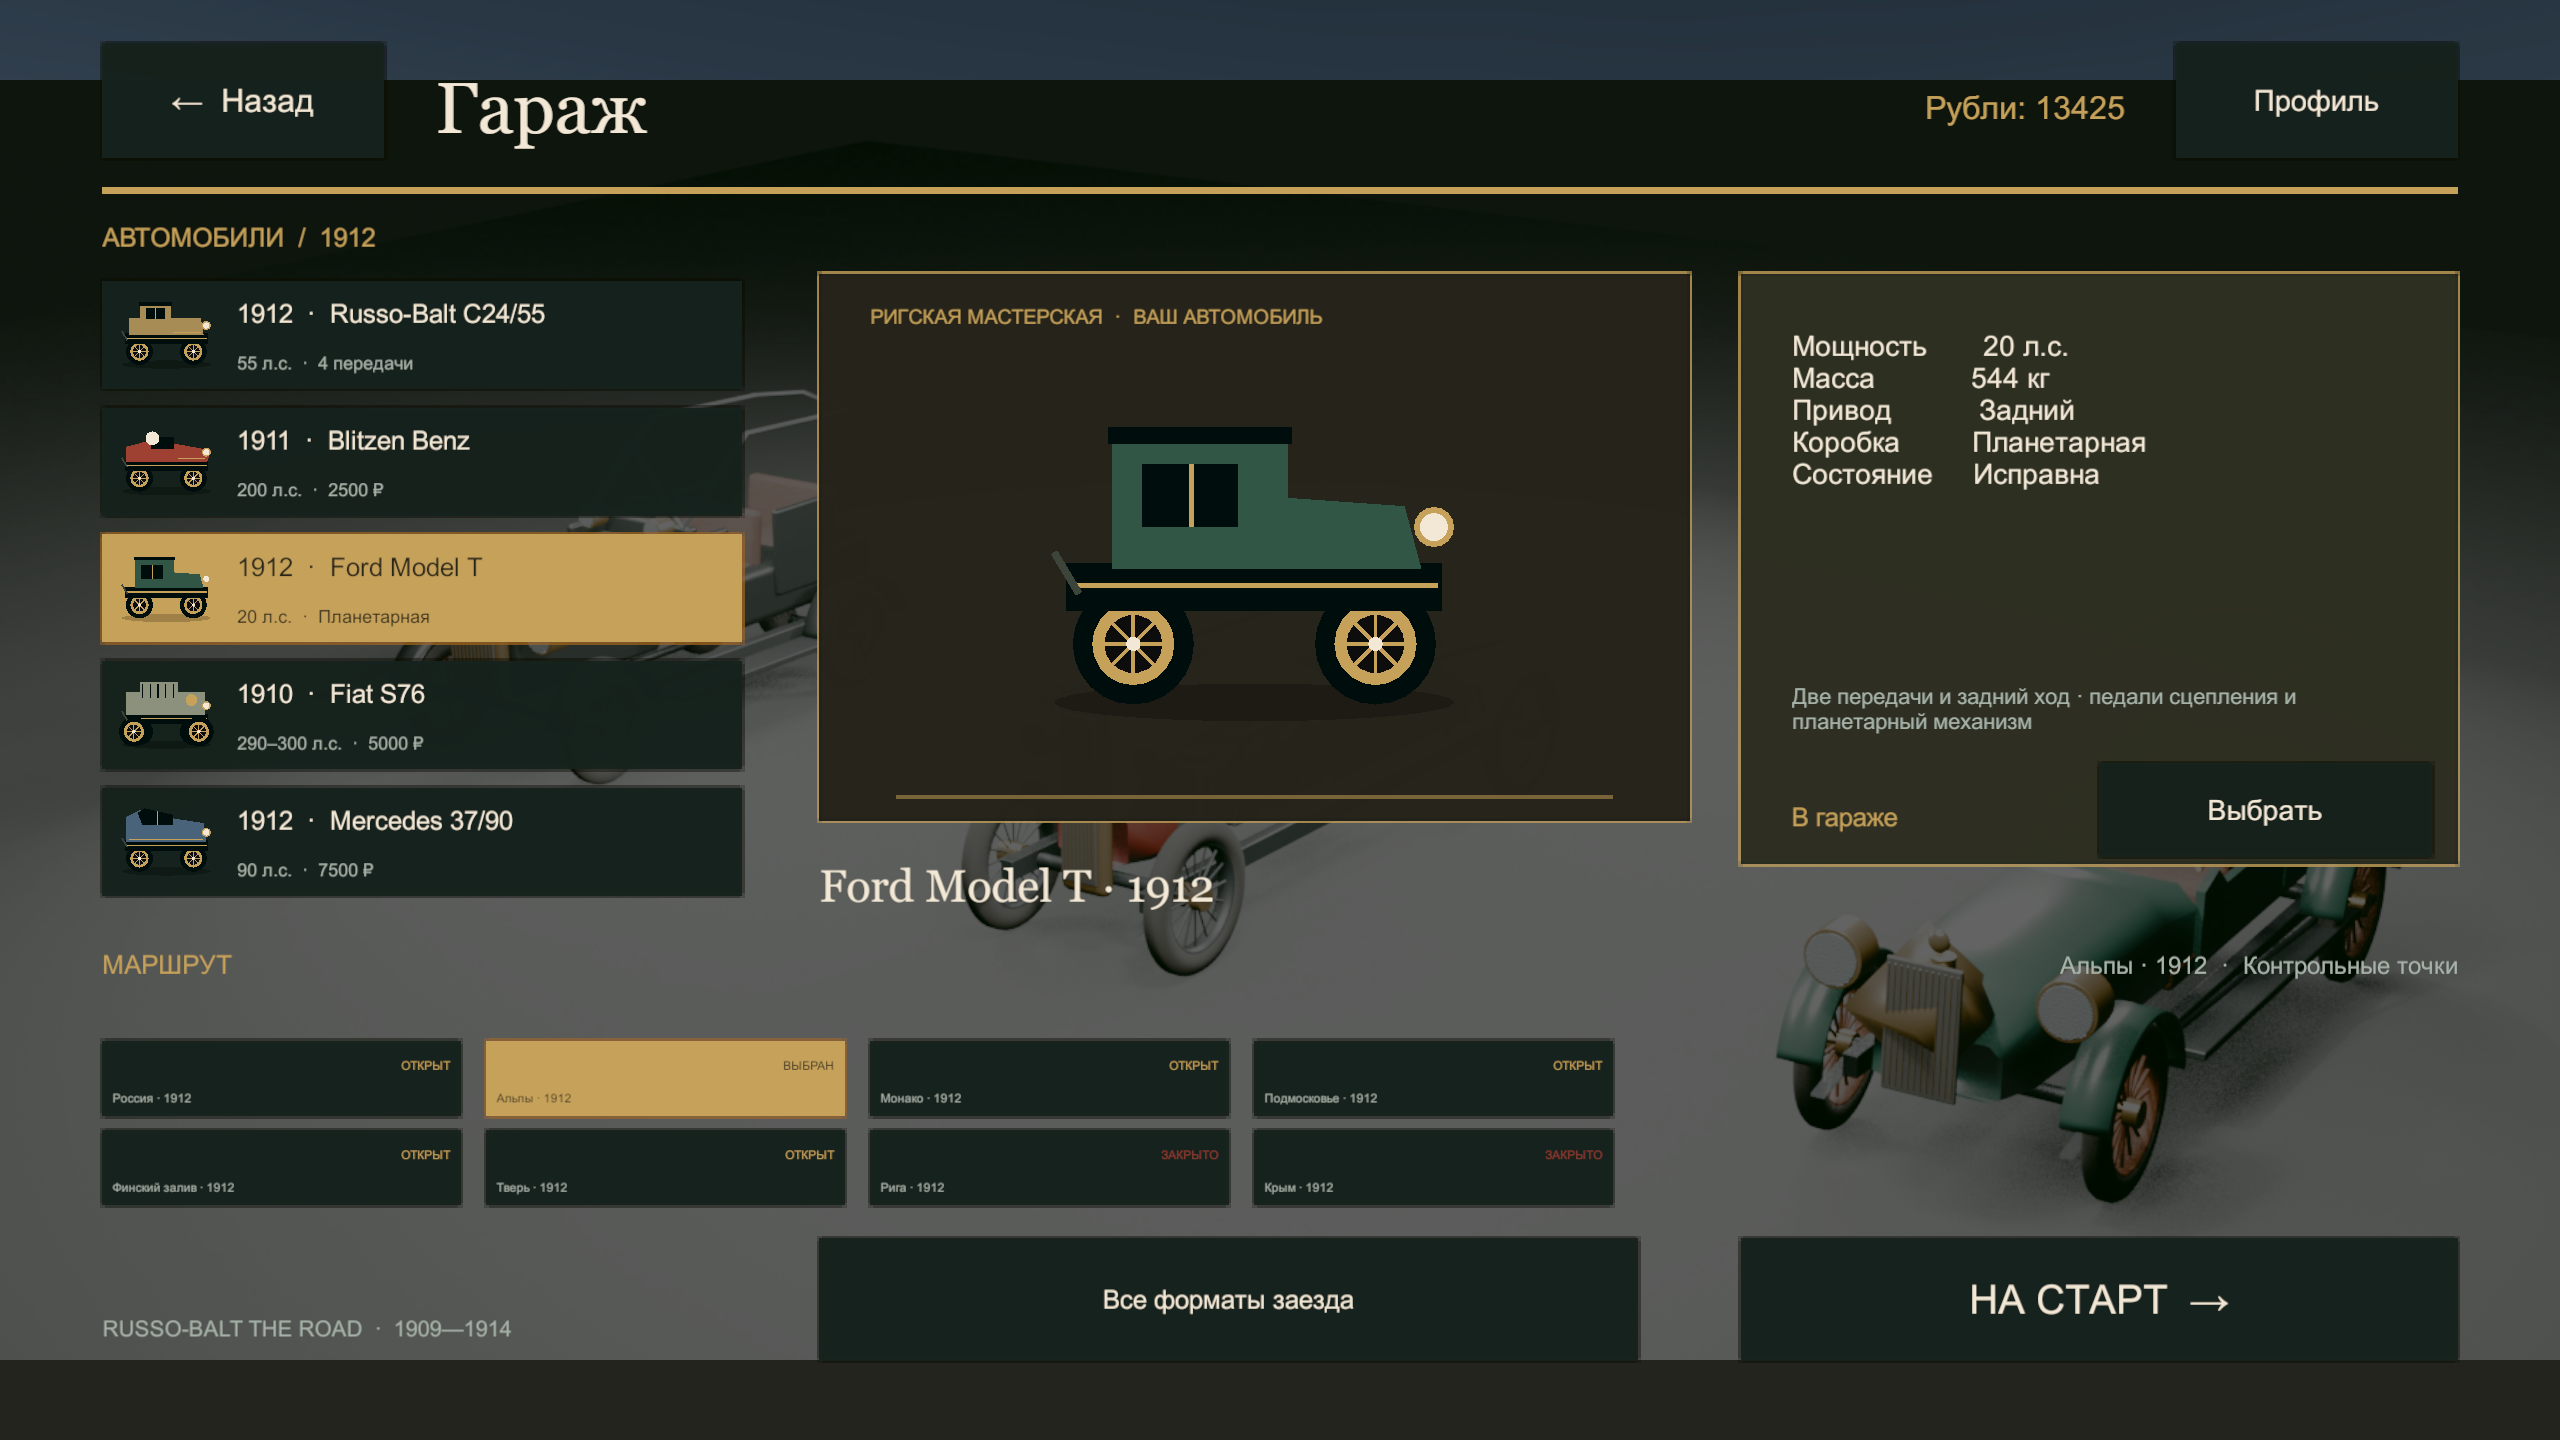 ← Назад
Гараж
Рубли: 13425
Профиль
АВТОМОБИЛИ / 1912
1912 · Russo-Balt C24/55
55 л.с. · 4 передачи
1911 · Blitzen Benz
200 л.с. · 2500 ₽
1912 · Ford Model T
20 л.с. · Планетарная
1910 · Fiat S76
290–300 л.с. · 5000 ₽
1912 · Mercedes 37/90
90 л.с. · 7500 ₽
РИГСКАЯ МАСТЕРСКАЯ · ВАШ АВТОМОБИЛЬ
Ford Model T · 1912
Мощность 20 л.с.
Масса 544 кг
Привод Задний
Коробка Планетарная
Состояние Исправна
Две передачи и задний ход · педали сцепления и
планетарный механизм
В гараже
Выбрать
МАРШРУТ
Альпы · 1912 · Контрольные точки
ОТКРЫТ
Россия · 1912
ВЫБРАН
Альпы · 1912
ОТКРЫТ
Монако · 1912
ОТКРЫТ
Подмосковье · 1912
ОТКРЫТ
Финский залив · 1912
ОТКРЫТ
Тверь · 1912
ЗАКРЫТО
Рига · 1912
ЗАКРЫТО
Крым · 1912
RUSSO-BALT THE ROAD · 1909—1914
Все форматы заезда
НА СТАРТ →